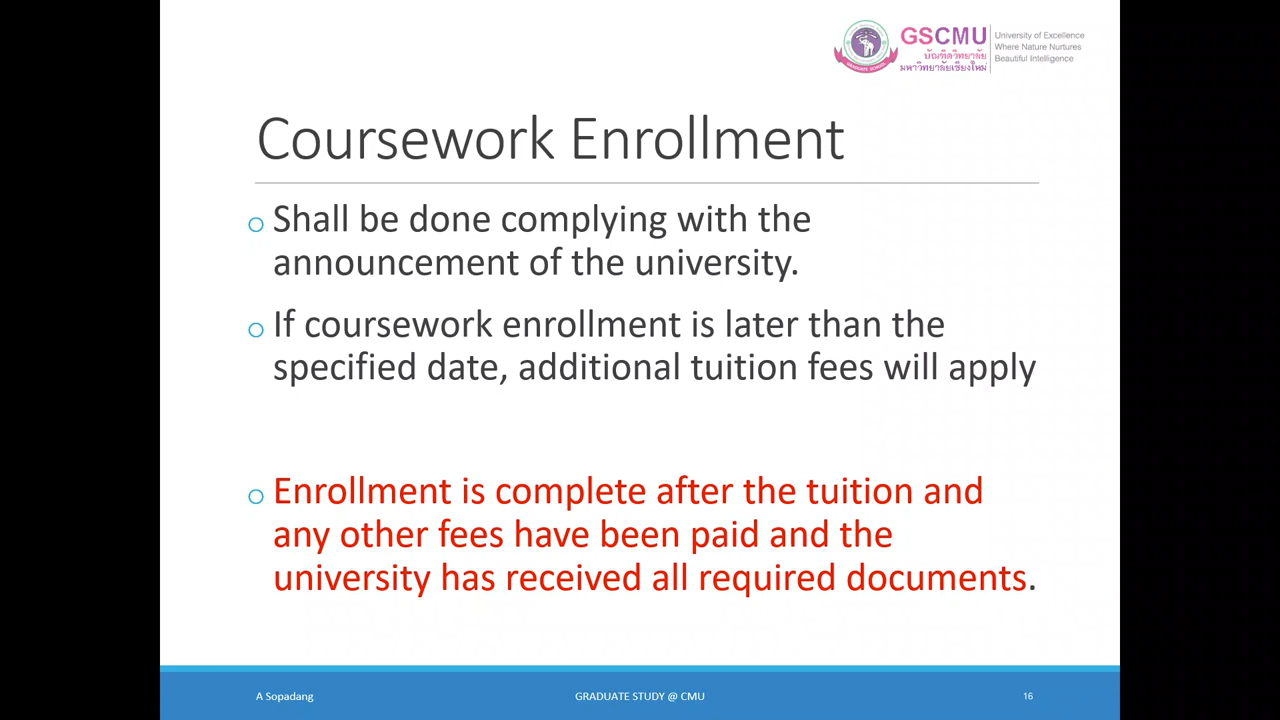 GSCMU
บัณฑิตวิทยาลัย
มหาวิทยาลัยเชียงใหม่
University of Excellence
Where Nature Nurtures
Beautiful Intelligence
Coursework Enrollment
Shall be done complying with the
announcement of the university.
If coursework enrollment is later than the
specified date, additional tuition fees will apply
Enrollment is complete after the tuition and
any other fees have been paid and the
university has received all required documents.
A Sopadang
GRADUATE STUDY @ CMU
16